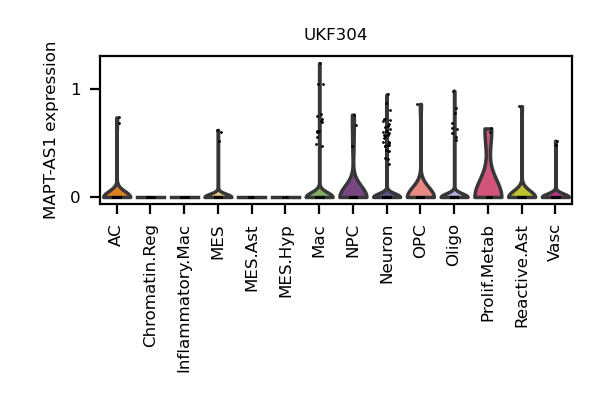 UKF304
MAPT-AS1 expression
1
0
AC
Chromatin.Reg
Inflammatory.Mac
MES
MES.Ast
MES.Hyp
Mac
NPC
Neuron
OPC
Oligo
Prolif.Metab
Reactive.Ast
Vasc